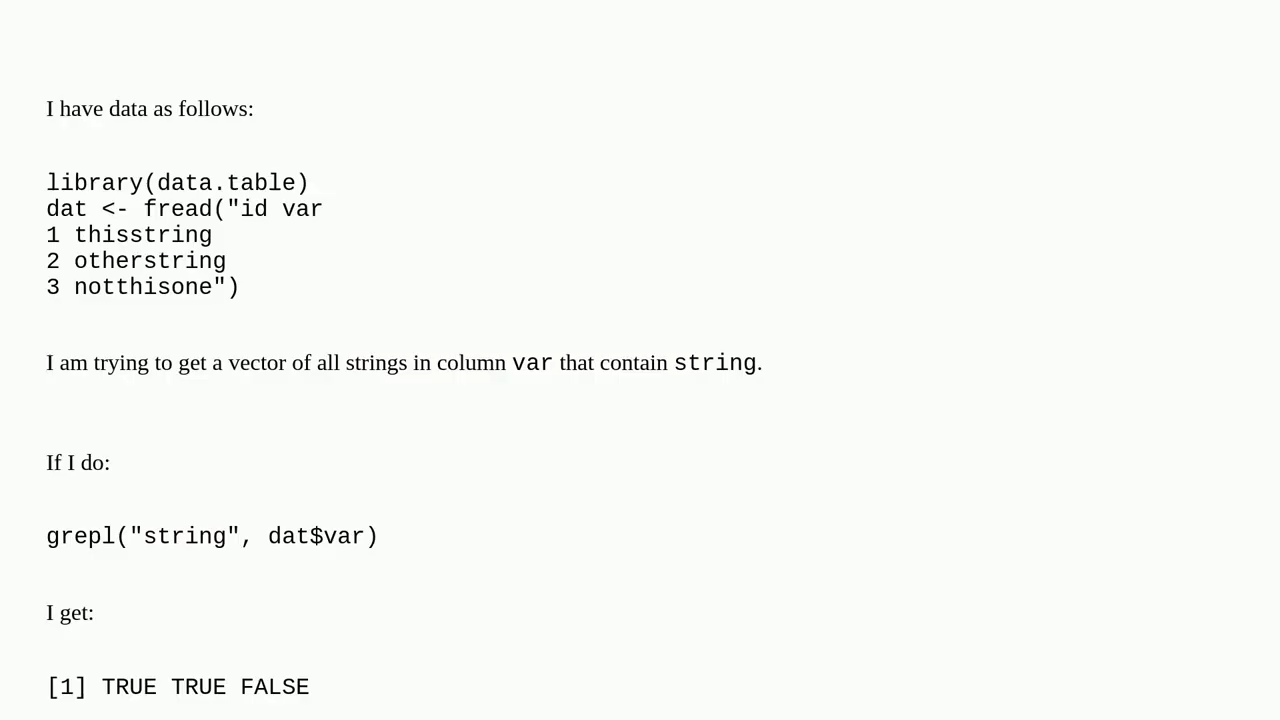 I have data as follows:
library(data.table)
dat <- fread("id var
1 thisstring
2 otherstring
3 notthisone")
I am trying to get a vector of all strings in column var that contain string.
If I do:
grepl("string", dat$var)
I get:
[1] TRUE TRUE FALSE